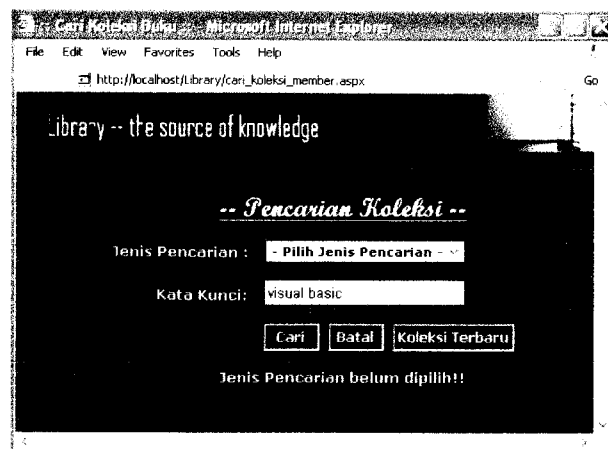 -- Cari Koleksi Buku -- - Microsoft Internet Explorer
File Edit View Favorites Tools Help
http://localhost/Library/cari_koleksi_member.aspx Go
Library -- the source of knowledge
-- Pencarian Koleksi --
Jenis Pencarian : - Pilih Jenis Pencarian -
Kata Kunci: visual basic
Cari Batal Koleksi Terbaru
Jenis Pencarian belum dipilih!!